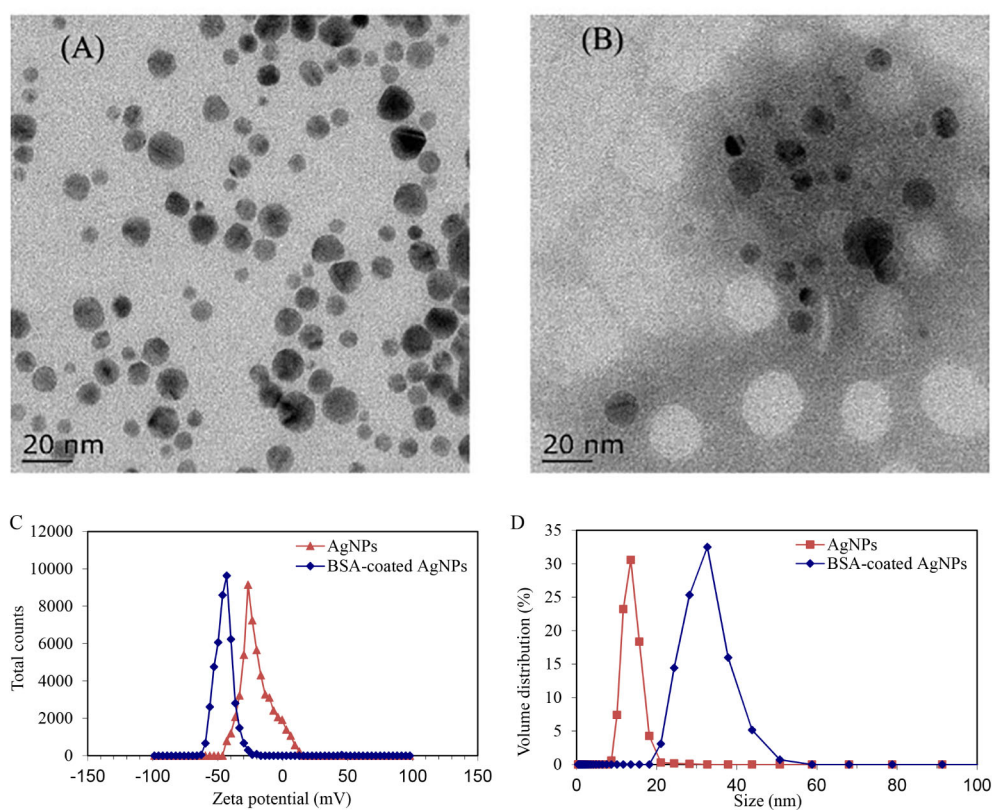 (A)
(B)
20 nm
20 nm
C
12000
10000
8000
6000
4000
2000
0
-150
-100
-50
0
50
100
150
Total counts
Zeta potential (mV)
AgNPs
BSA-coated AgNPs
D
35
30
25
20
15
10
5
0
0
20
40
60
80
100
Volume distribution (%)
Size (nm)
AgNPs
BSA-coated AgNPs